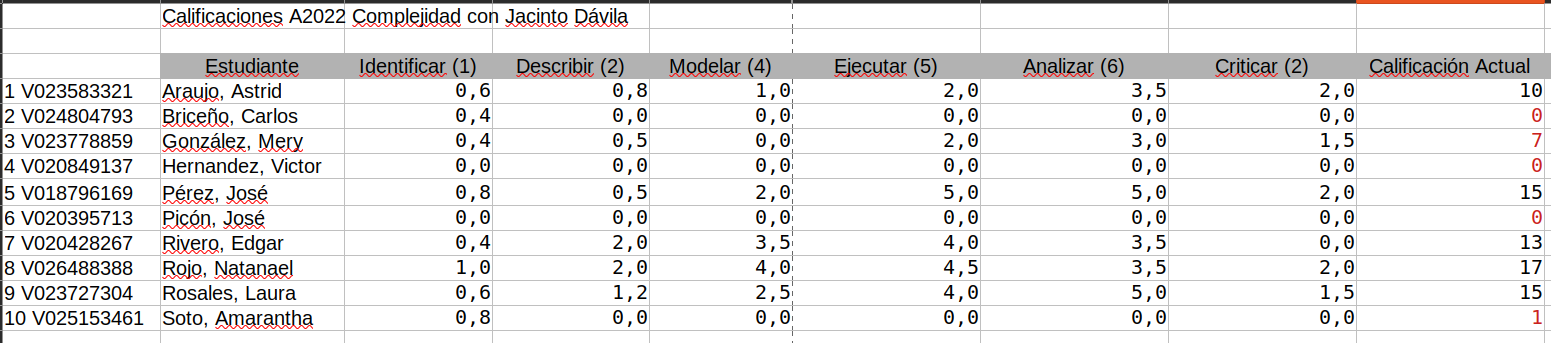 Calificaciones A2022 Complejidad con Jacinto Dávila
Estudiante Identificar (1) Describir (2) Modelar (4) Ejecutar (5) Analizar (6) Criticar (2) Calificación Actual
1 V023583321 Araujo, Astrid 0,6 0,8 1,0 2,0 3,5 2,0 10
2 V024804793 Briceño, Carlos 0,4 0,0 0,0 0,0 0,0 0,0 0
3 V023778859 González, Mery 0,4 0,5 0,0 2,0 3,0 1,5 7
4 V020849137 Hernandez, Victor 0,0 0,0 0,0 0,0 0,0 0,0 0
5 V018796169 Pérez, José 0,8 0,5 2,0 5,0 5,0 2,0 15
6 V020395713 Picón, José 0,0 0,0 0,0 0,0 0,0 0,0 0
7 V020428267 Rivero, Edgar 0,4 2,0 3,5 4,0 3,5 0,0 13
8 V026488388 Rojo, Natanael 1,0 2,0 4,0 4,5 3,5 2,0 17
9 V023727304 Rosales, Laura 0,6 1,2 2,5 4,0 5,0 1,5 15
10 V025153461 Soto, Amarantha 0,8 0,0 0,0 0,0 0,0 0,0 1